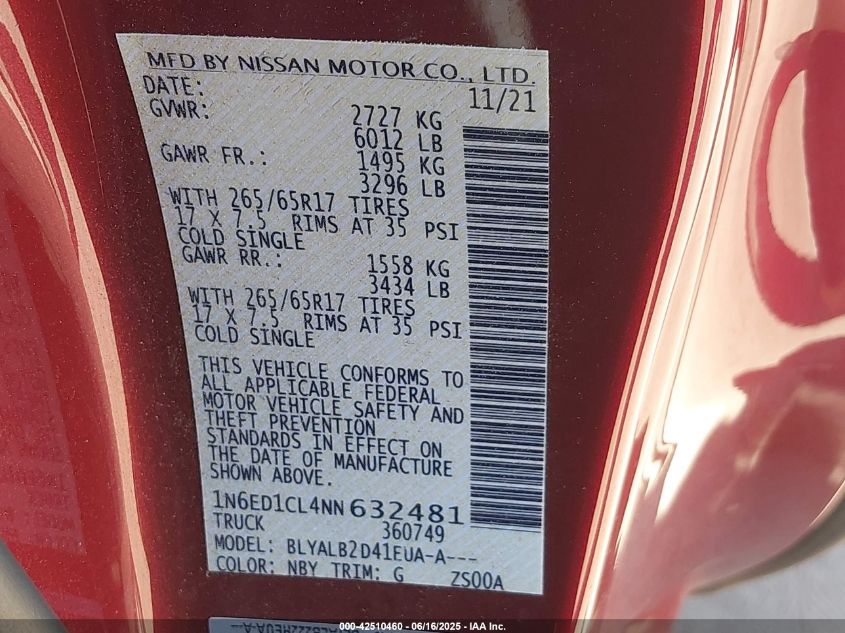 MFD BY NISSAN MOTOR CO., LTD.
DATE: 11/21
GVWR: 2727 KG
6012 LB
GAWR FR.: 1495 KG
3296 LB
WITH 265/65R17 TIRES
17 X 7.5 RIMS AT 35 PSI
COLD SINGLE
GAWR RR.: 1558 KG
3434 LB
WITH 265/65R17 TIRES
17 X 7.5 RIMS AT 35 PSI
COLD SINGLE
THIS VEHICLE CONFORMS TO
ALL APPLICABLE FEDERAL
MOTOR VEHICLE SAFETY AND
THEFT PREVENTION
STANDARDS IN EFFECT ON
THE DATE OF MANUFACTURE
SHOWN ABOVE.
1N6ED1CL4NN632481
TRUCK 360749
MODEL: BLYALB2D41EUA-A---
COLOR: NBY TRIM: G ZS00A
000-42510460 - 06/16/2025 - IAA Inc.